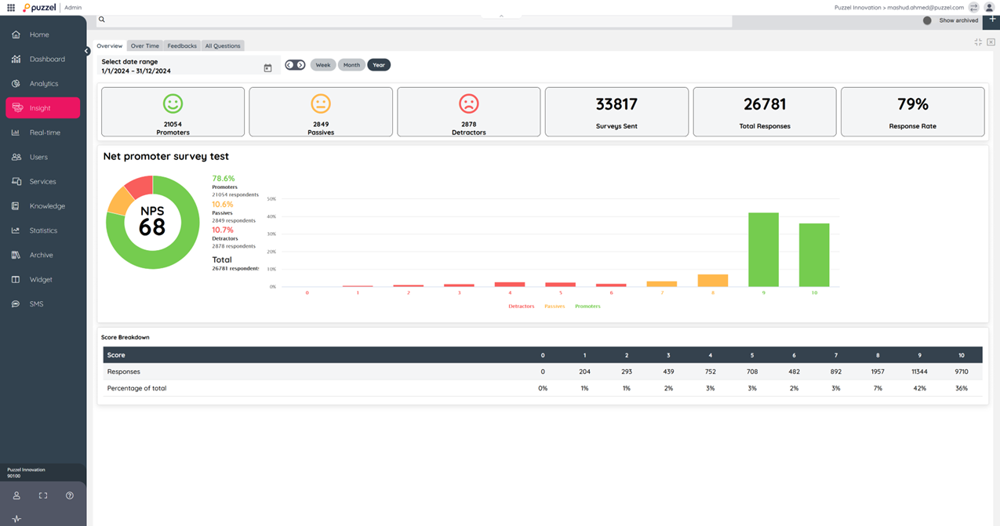 puzzel Admin Puzzel Innovation > mashud.ahmed@puzzel.com
Show archived
Home
Dashboard
Analytics
Insight
Real-time
Users
Services
Knowledge
Statistics
Archive
Widget
SMS
Puzzel Innovation
90100
Overview Over Time Feedbacks All Questions
Select date range
1/1/2024 – 31/12/2024
Week Month Year
21054
Promoters
2849
Passives
2878
Detractors
33817
Surveys Sent
26781
Total Responses
79%
Response Rate
Net promoter survey test
NPS
68
78.6%
Promoters
21054 respondents
10.6%
Passives
2849 respondents
10.7%
Detractors
2878 respondents
Total
26781 respondents
50%
40%
30%
20%
10%
0%
0 1 2 3 4 5 6 7 8 9 10
Detractors Passives Promoters
Score Breakdown
Score 0 1 2 3 4 5 6 7 8 9 10
Responses 0 204 293 439 752 708 482 892 1957 11344 9710
Percentage of total 0% 1% 1% 2% 3% 3% 2% 3% 7% 42% 36%